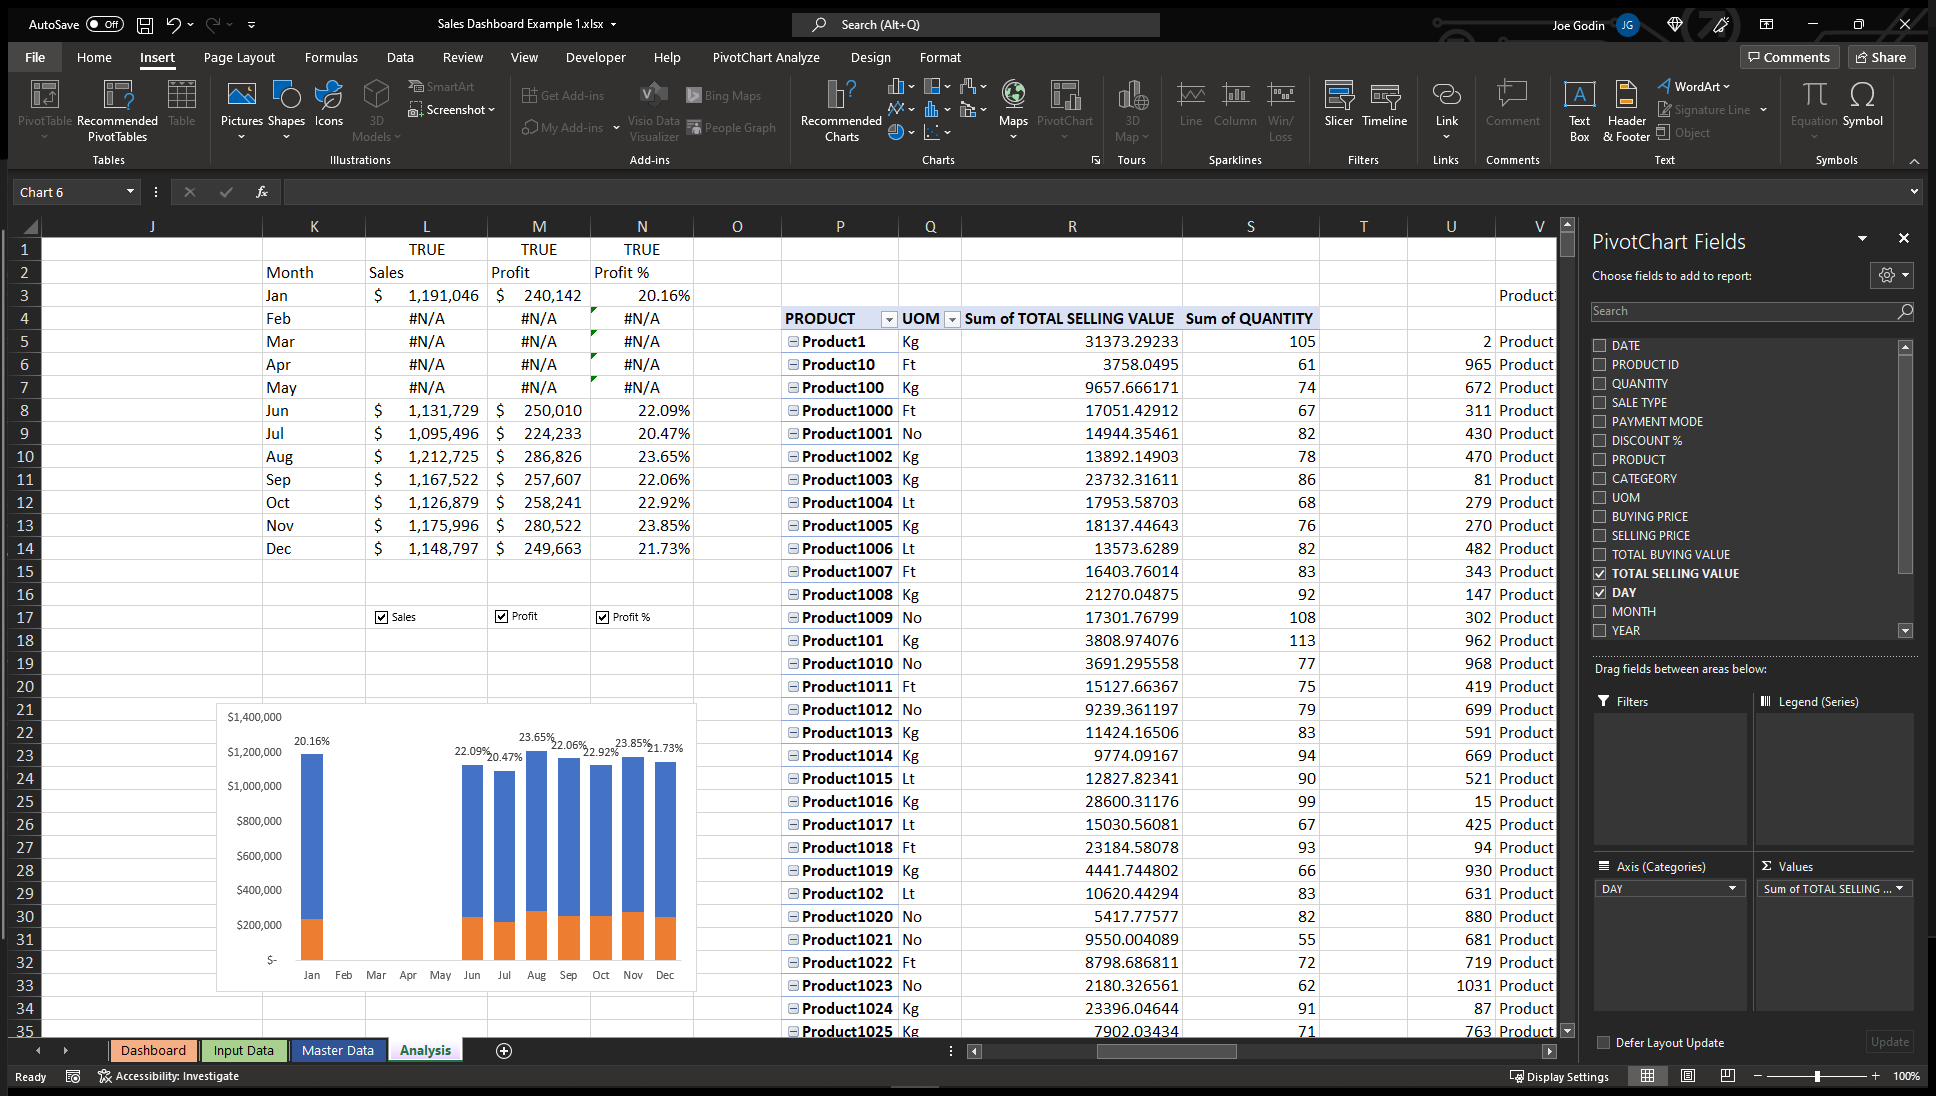 AutoSave Off Sales Dashboard Example 1.xlsx Search (Alt+Q) Joe Godin JG
File Home Insert Page Layout Formulas Data Review View Developer Help PivotChart Analyze Design Format Comments Share
PivotTable Recommended PivotTables Table
Tables
Pictures Shapes Icons 3D Models SmartArt Screenshot
Illustrations
Get Add-ins My Add-ins Visio Data Visualizer Bing Maps People Graph
Add-ins
Recommended Charts Maps PivotChart
Charts
3D Map
Tours
Line Column Win/Loss
Sparklines
Slicer Timeline
Filters
Link
Links
Comment
Comments
Text Box Header & Footer WordArt Signature Line Object
Text
Equation Symbol
Symbols
Chart 6 fx
J K L M N O P Q R S T U V
1 TRUE TRUE TRUE
2 Month Sales Profit Profit %
3 Jan $ 1,191,046 $ 240,142 20.16% Product
4 Feb #N/A #N/A #N/A PRODUCT UOM Sum of TOTAL SELLING VALUE Sum of QUANTITY
5 Mar #N/A #N/A #N/A Product1 Kg 31373.29233 105 2 Product
6 Apr #N/A #N/A #N/A Product10 Ft 3758.0495 61 965 Product
7 May #N/A #N/A #N/A Product100 Kg 9657.666171 74 672 Product
8 Jun $ 1,131,729 $ 250,010 22.09% Product1000 Ft 17051.42912 67 311 Product
9 Jul $ 1,095,496 $ 224,233 20.47% Product1001 No 14944.35461 82 430 Product
10 Aug $ 1,212,725 $ 286,826 23.65% Product1002 Kg 13892.14903 78 470 Product
11 Sep $ 1,167,522 $ 257,607 22.06% Product1003 Kg 23732.31611 86 81 Product
12 Oct $ 1,126,879 $ 258,241 22.92% Product1004 Lt 17953.58703 68 279 Product
13 Nov $ 1,175,996 $ 280,522 23.85% Product1005 Kg 18137.44643 76 270 Product
14 Dec $ 1,148,797 $ 249,663 21.73% Product1006 Lt 13573.6289 82 482 Product
15 Product1007 Ft 16403.76014 83 343 Product
16 Product1008 Kg 21270.04875 92 147 Product
17 Sales Profit Profit % Product1009 No 17301.76799 108 302 Product
18 Product101 Kg 3808.974076 113 962 Product
19 Product1010 No 3691.295558 77 968 Product
20 Product1011 Ft 15127.66367 75 419 Product
21 Product1012 No 9239.361197 79 699 Product
22 Product1013 Kg 11424.16506 83 591 Product
23 Product1014 Kg 9774.09167 94 669 Product
24 Product1015 Lt 12827.82341 90 521 Product
25 Product1016 Kg 28600.31176 99 15 Product
26 Product1017 Lt 15030.56081 67 425 Product
27 Product1018 Ft 23184.58078 93 94 Product
28 Product1019 Kg 4441.744802 66 930 Product
29 Product102 Lt 10620.44294 83 631 Product
30 Product1020 No 5417.77577 82 880 Product
31 Product1021 No 9550.004089 55 681 Product
32 Product1022 Ft 8798.686811 72 719 Product
33 Product1023 No 2180.326561 62 1031 Product
34 Product1024 Kg 23396.04644 91 87 Product
35 Product1025 Kg 7902.03434 71 763 Product
$1,400,000
$1,200,000
$1,000,000
$800,000
$600,000
$400,000
$200,000
$-
20.16% 22.09% 20.47% 23.65% 22.06% 22.92% 23.85% 21.73%
Jan Feb Mar Apr May Jun Jul Aug Sep Oct Nov Dec
PivotChart Fields
Choose fields to add to report:
Search
DATE
PRODUCT ID
QUANTITY
SALE TYPE
PAYMENT MODE
DISCOUNT %
PRODUCT
CATEGEORY
UOM
BUYING PRICE
SELLING PRICE
TOTAL BUYING VALUE
TOTAL SELLING VALUE
DAY
MONTH
YEAR
Drag fields between areas below:
Filters Legend (Series)
Axis (Categories) Σ Values
DAY Sum of TOTAL SELLING ...
Defer Layout Update Update
Dashboard Input Data Master Data Analysis
Ready Accessibility: Investigate Display Settings 100%